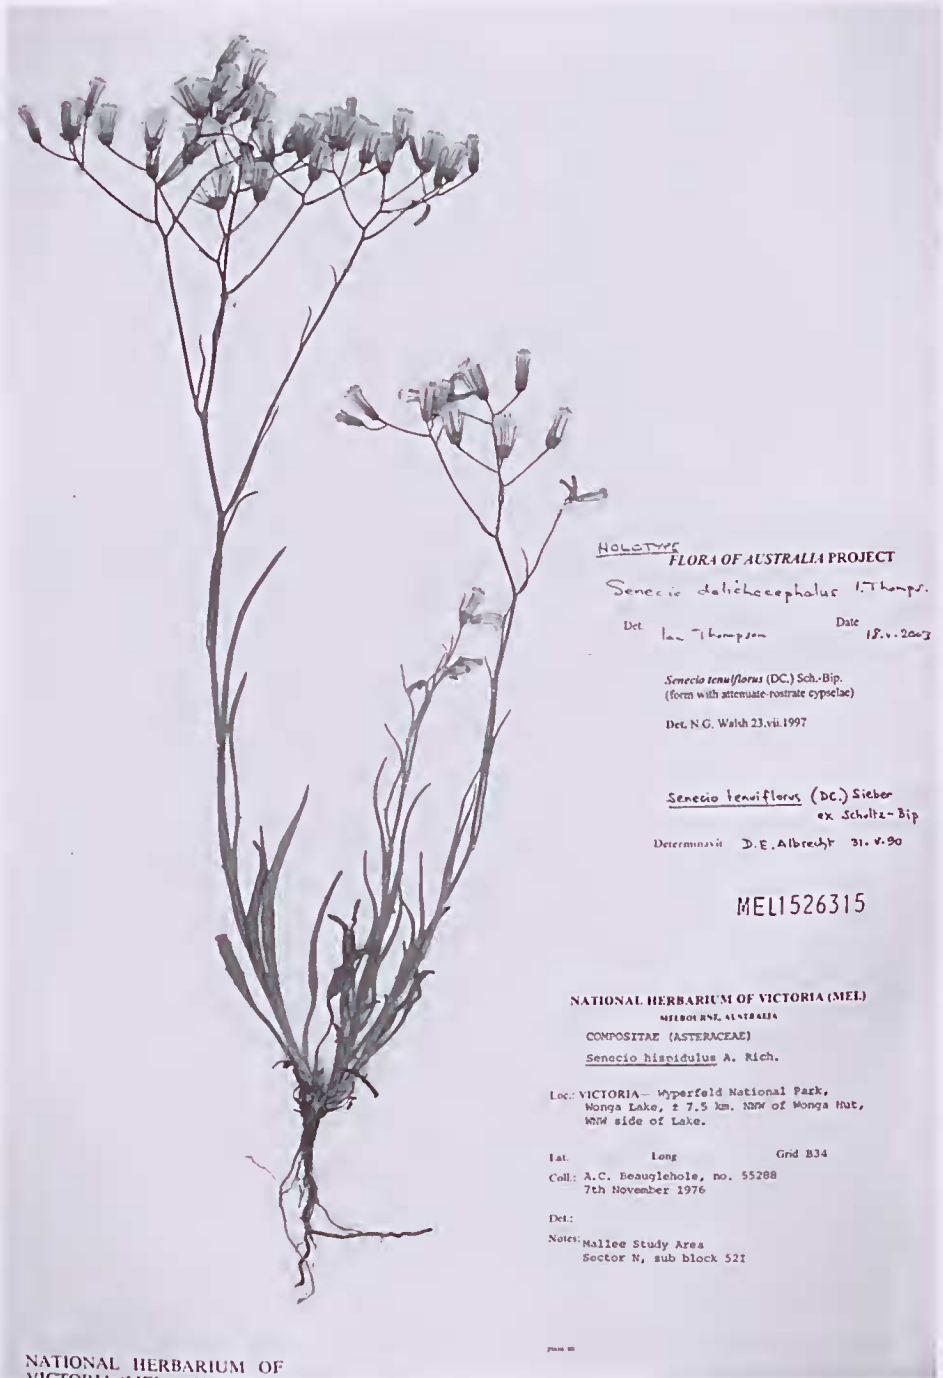 HOLOTYPE
FLORA OF AUSTRALIA PROJECT
Senecio dolichocephalus I.Thomps.
Det. Ian Thompson Date 18.v.2003
Senecio tenuiflorus (DC.) Sch.-Bip.
(form with attenuate-rostrate cypselae)
Det. N.G. Walsh 23.vii.1997
Senecio tenuiflorus (DC.) Sieber
ex Schultz-Bip
Determinavit D.E. Albrecht 31.V.90
MEL1526315
NATIONAL HERBARIUM OF VICTORIA (MEL)
MELBOURNE, AUSTRALIA
COMPOSITAE (ASTERACEAE)
Senecio hispidulus A. Rich.
Loc.: VICTORIA— Wyperfeld National Park,
Wonga Lake, ± 7.5 km. NNW of Wonga Hut,
WNW side of Lake.
Lat. Long Grid B34
Coll.: A.C. Beauglehole, no. 55288
7th November 1976
Det.:
Notes: Mallee Study Area
Sector N, sub block 52I
NATIONAL HERBARIUM OF